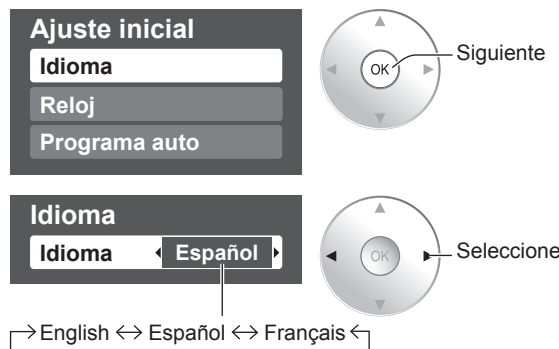 Ajuste inicial
Idioma
Reloj
Programa auto
OK
Siguiente
Idioma
Idioma Español
OK
Seleccione
English ↔ Español ↔ Français